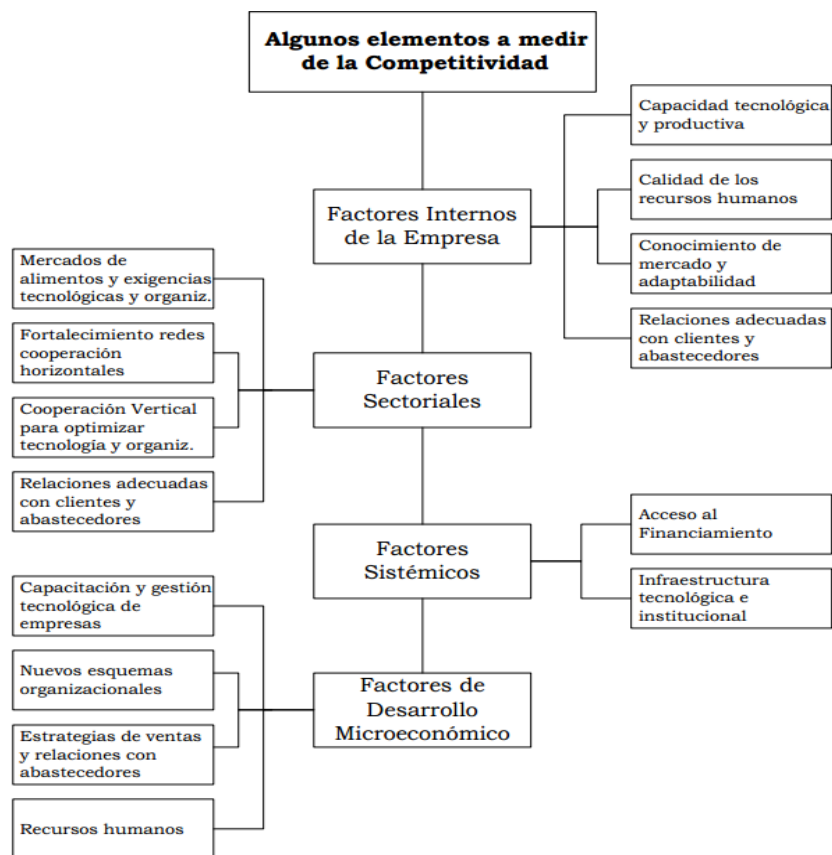 Algunos elementos a medir
de la Competitividad
Capacidad tecnológica
y productiva
Calidad de los
recursos humanos
Factores Internos
de la Empresa
Conocimiento de
mercado y
adaptabilidad
Relaciones adecuadas
con clientes y
abastecedores
Mercados de
alimentos y exigencias
tecnológicas y organiz.
Fortalecimiento redes
cooperación
horizontales
Factores
Sectoriales
Cooperación Vertical
para optimizar
tecnología y organiz.
Relaciones adecuadas
con clientes y
abastecedores
Factores
Sistémicos
Acceso al
Financiamiento
Infraestructura
tecnológica e
institucional
Capacitación y gestión
tecnológica de
empresas
Nuevos esquemas
organizacionales
Factores de
Desarrollo
Microeconómico
Estrategias de ventas
y relaciones con
abastecedores
Recursos humanos